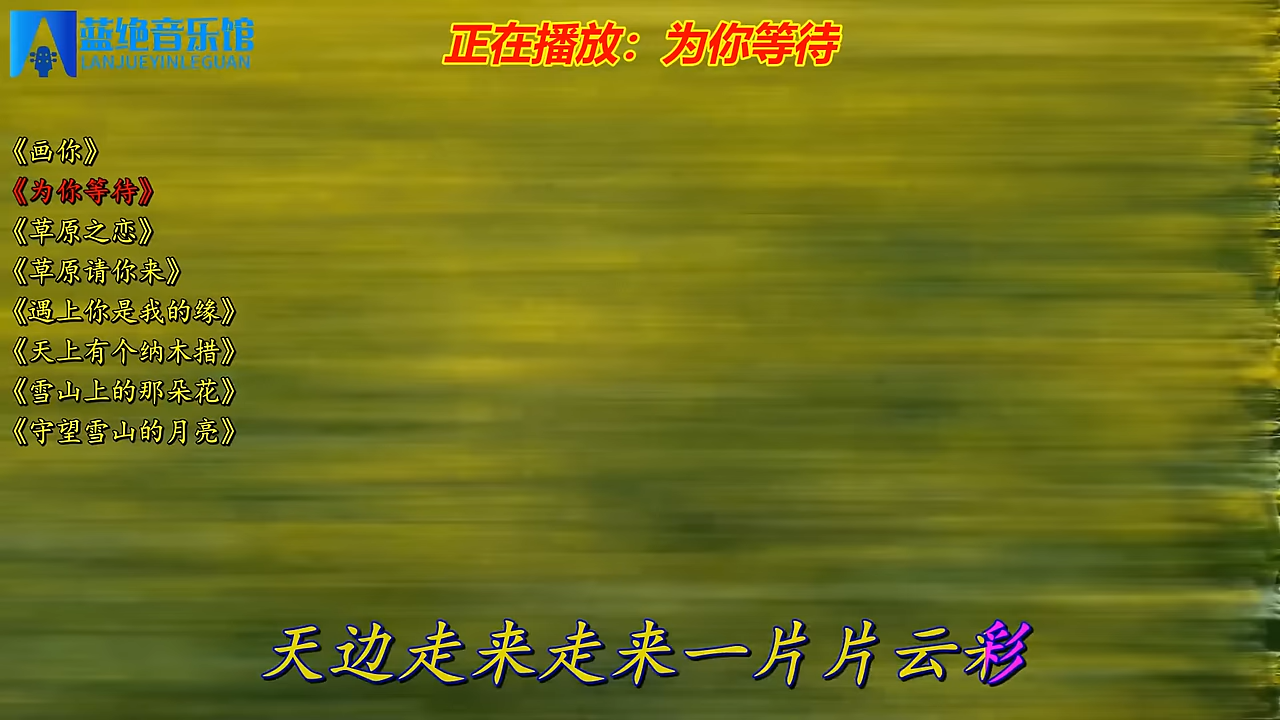 蓝绝音乐馆
LANJUEYINLEGUAN
正在播放：为你等待
《画你》
《为你等待》
《草原之恋》
《草原请你来》
《遇上你是我的缘》
《天上有个纳木措》
《雪山上的那朵花》
《守望雪山的月亮》
天边走来走来一片片云彩